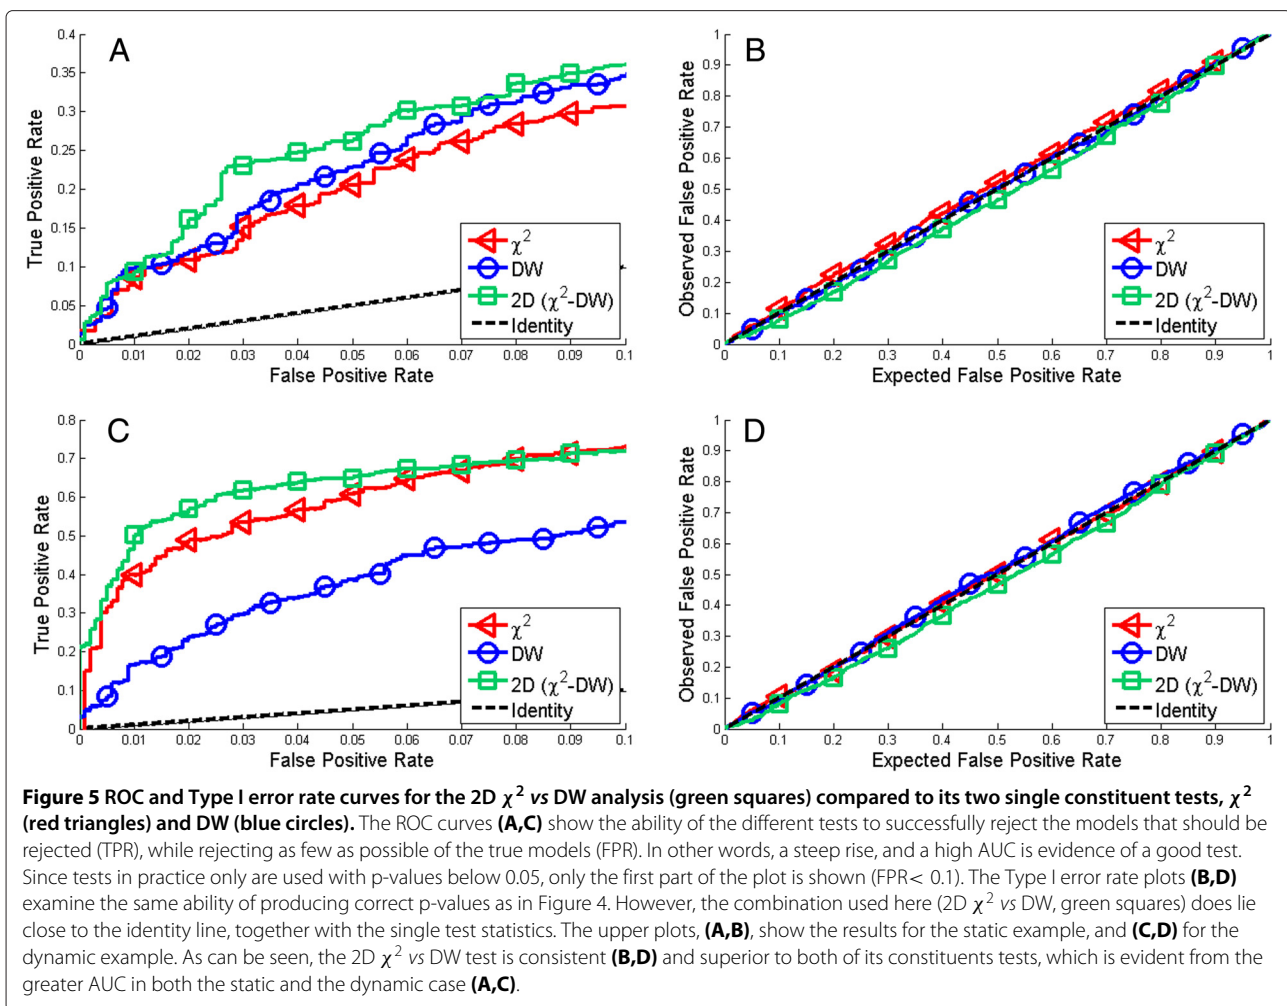 A
0.4
0.35
0.3
0.25
0.2
0.15
0.1
0.05
0
0 0.01 0.02 0.03 0.04 0.05 0.06 0.07 0.08 0.09 0.1
True Positive Rate
False Positive Rate
χ²
DW
2D (χ²-DW)
Identity
B
1
0.9
0.8
0.7
0.6
0.5
0.4
0.3
0.2
0.1
0
0 0.1 0.2 0.3 0.4 0.5 0.6 0.7 0.8 0.9 1
Observed False Positive Rate
Expected False Positive Rate
χ²
DW
2D (χ²-DW)
Identity
C
0.8
0.7
0.6
0.5
0.4
0.3
0.2
0.1
0
0 0.01 0.02 0.03 0.04 0.05 0.06 0.07 0.08 0.09 0.1
True Positive Rate
False Positive Rate
χ²
DW
2D (χ²-DW)
Identity
D
1
0.9
0.8
0.7
0.6
0.5
0.4
0.3
0.2
0.1
0
0 0.1 0.2 0.3 0.4 0.5 0.6 0.7 0.8 0.9 1
Observed False Positive Rate
Expected False Positive Rate
χ²
DW
2D (χ²-DW)
Identity
Figure 5 ROC and Type I error rate curves for the 2D χ² vs DW analysis (green squares) compared to its two single constituent tests, χ²
(red triangles) and DW (blue circles). The ROC curves (A,C) show the ability of the different tests to successfully reject the models that should be
rejected (TPR), while rejecting as few as possible of the true models (FPR). In other words, a steep rise, and a high AUC is evidence of a good test.
Since tests in practice only are used with p-values below 0.05, only the first part of the plot is shown (FPR< 0.1). The Type I error rate plots (B,D)
examine the same ability of producing correct p-values as in Figure 4. However, the combination used here (2D χ² vs DW, green squares) does lie
close to the identity line, together with the single test statistics. The upper plots, (A,B), show the results for the static example, and (C,D) for the
dynamic example. As can be seen, the 2D χ² vs DW test is consistent (B,D) and superior to both of its constituents tests, which is evident from the
greater AUC in both the static and the dynamic case (A,C).